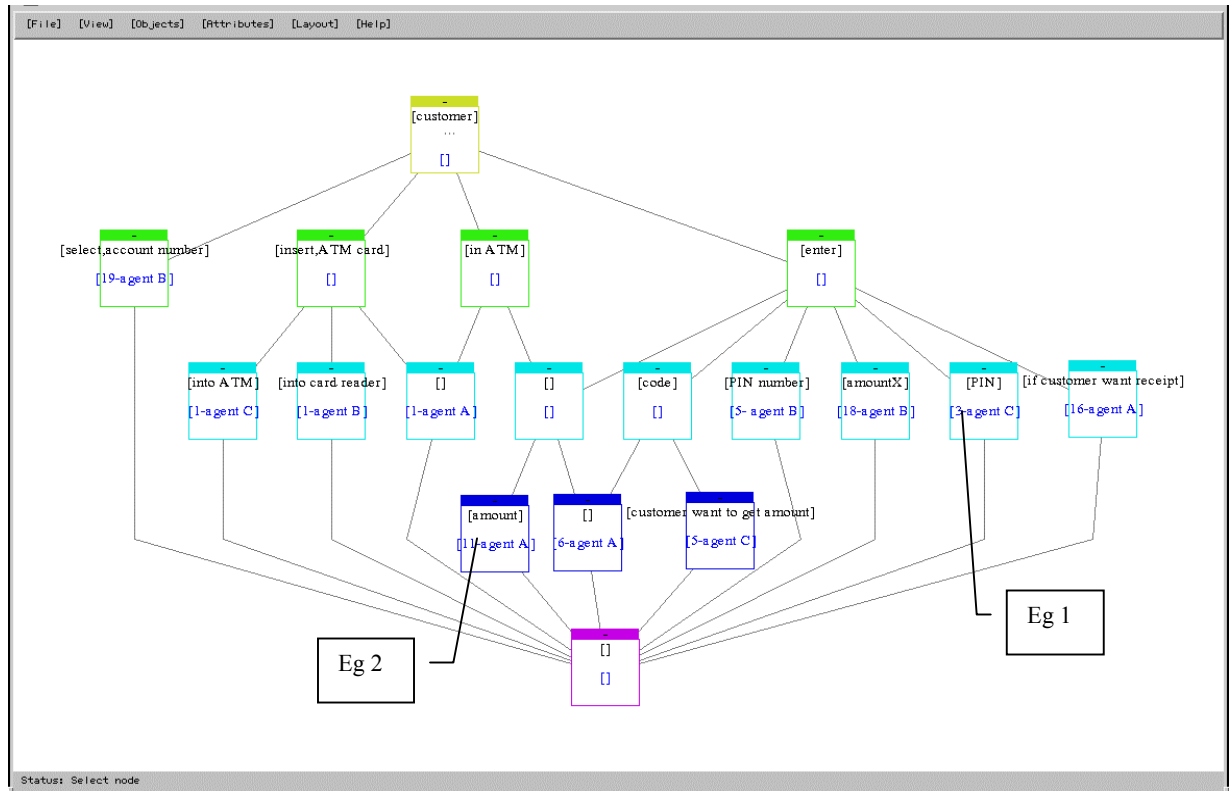 [File] [View] [Objects] [Attributes] [Layout] [Help]
-
[customer]
...
[]
- - - -
[select,account number] [insert,ATM card] [in ATM] [enter]
[19-agent B] [] [] []
- - - - - - - - -
[into ATM] [into card reader] [] [] [code] [PIN number] [amountX] [PIN] [if customer want receipt]
[1-agent C] [1-agent B] [1-agent A] [] [] [5- agent B] [18-agent B] [3-agent C] [16-agent A]
- - -
[amount] [] [customer want to get amount]
[11-agent A] [6-agent A] [5-agent C]
Eg 1
-
[]
Eg 2
[]
Status: Select node